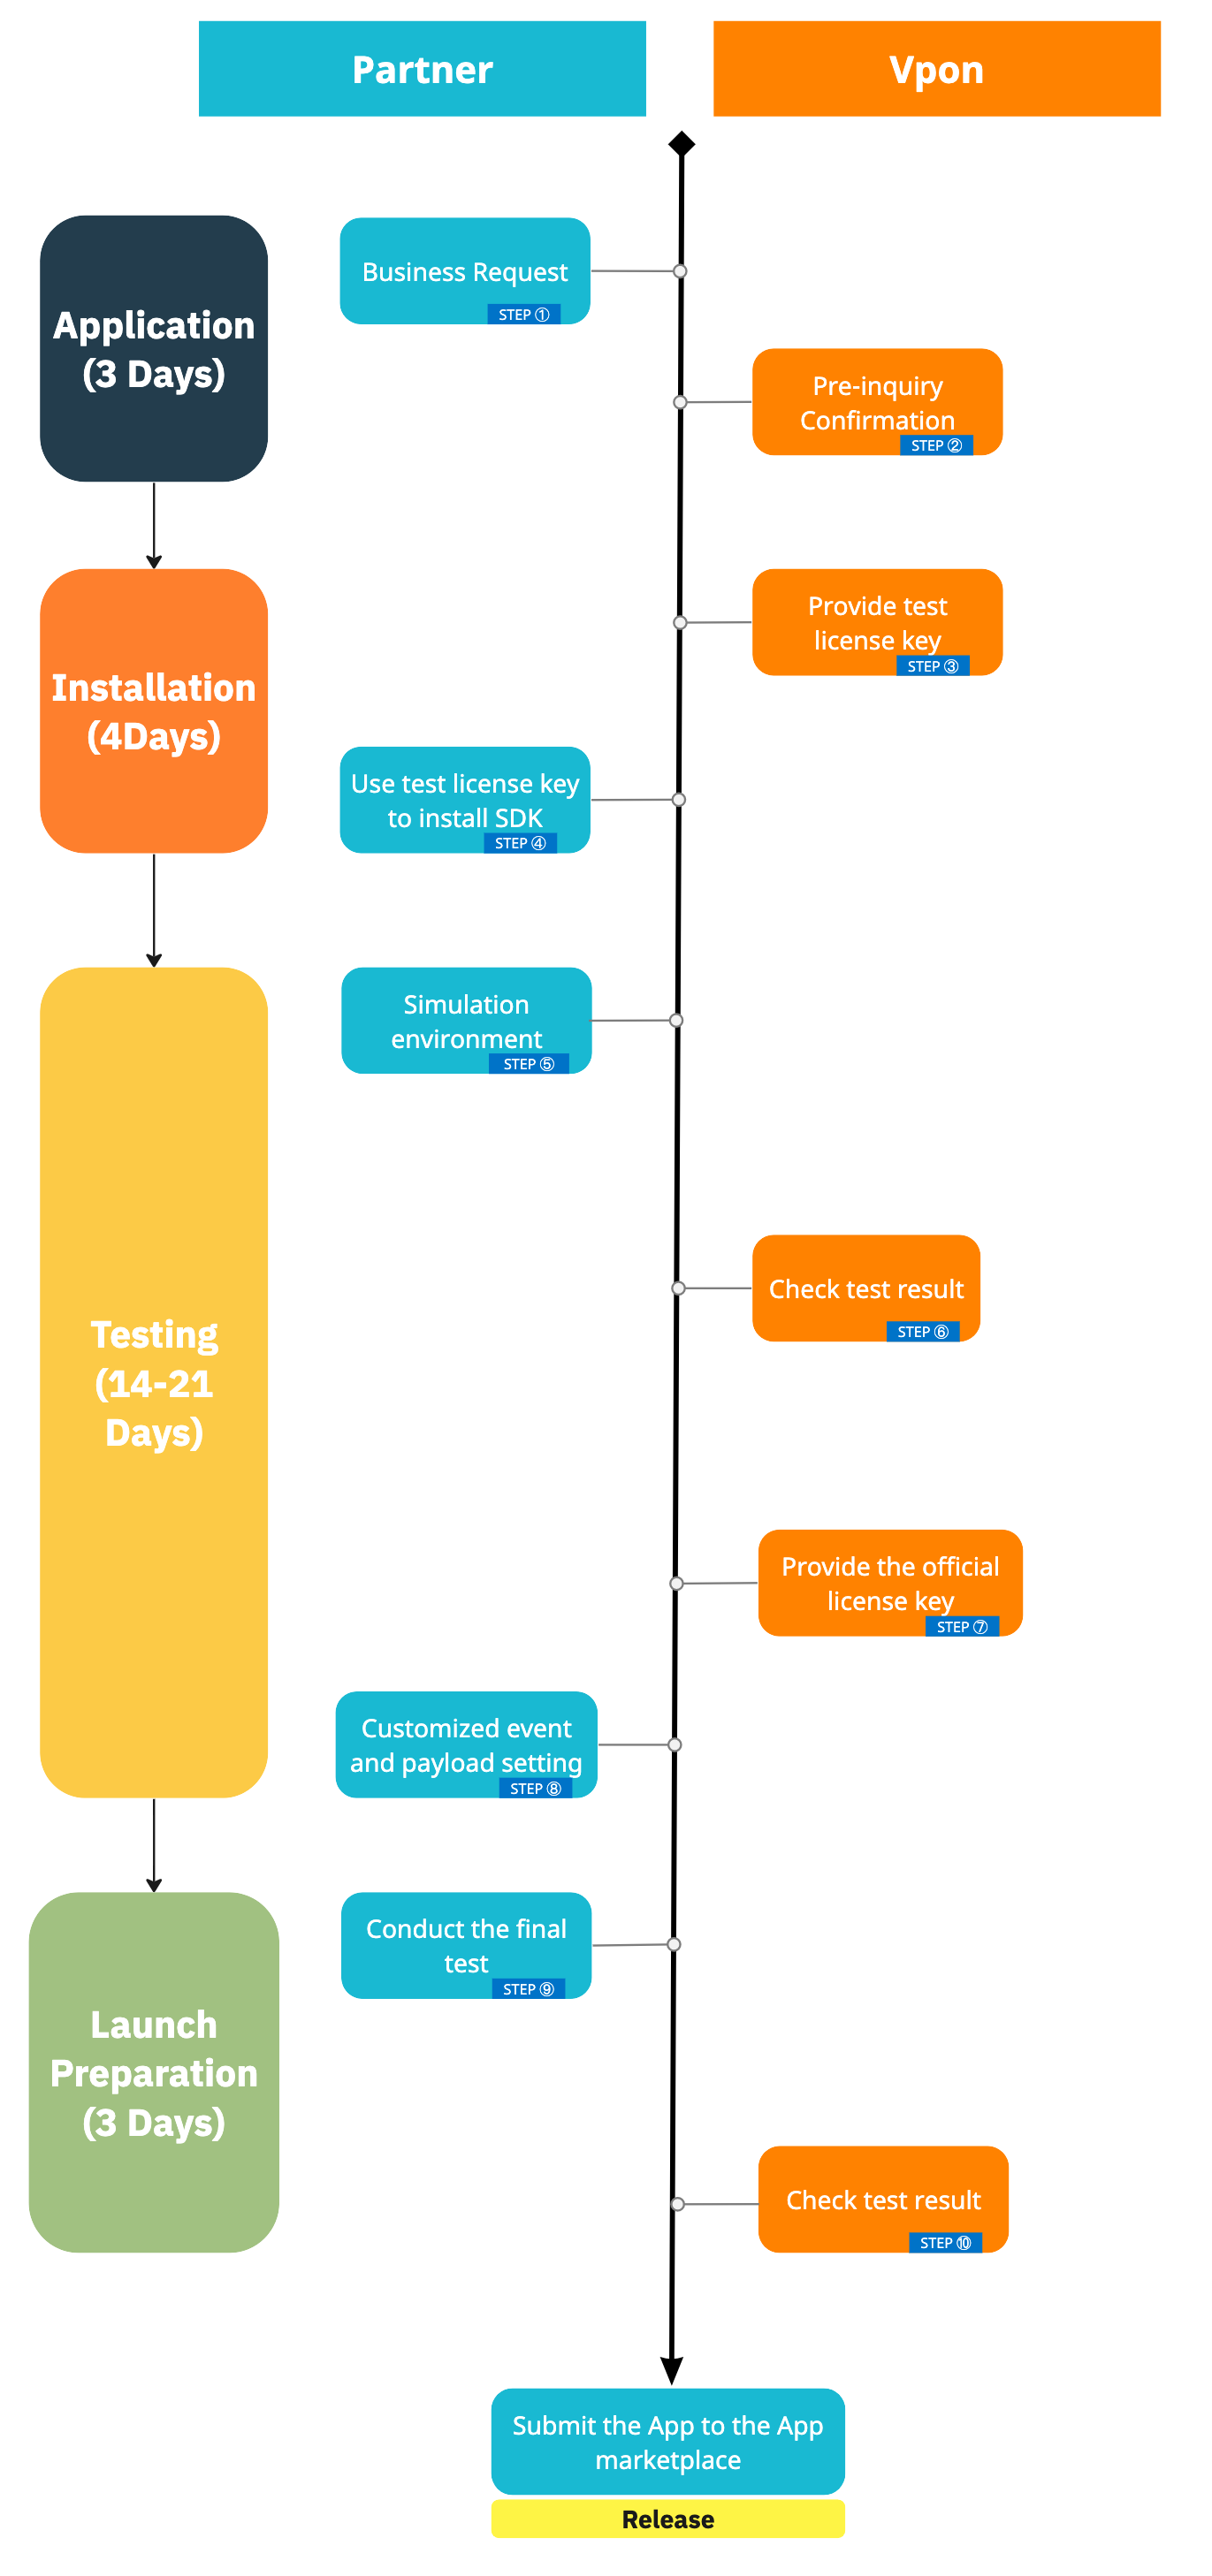 Partner
Vpon
Application
(3 Days)
Business Request
STEP ①
Pre-inquiry
Confirmation
STEP ②
Installation
(4Days)
Provide test
license key
STEP ③
Use test license key
to install SDK
STEP ④
Testing
(14-21
Days)
Simulation
environment
STEP ⑤
Check test result
STEP ⑥
Provide the official
license key
STEP ⑦
Customized event
and payload setting
STEP ⑧
Launch
Preparation
(3 Days)
Conduct the final
test
STEP ⑨
Check test result
STEP ⑩
Submit the App to the App
marketplace
Release